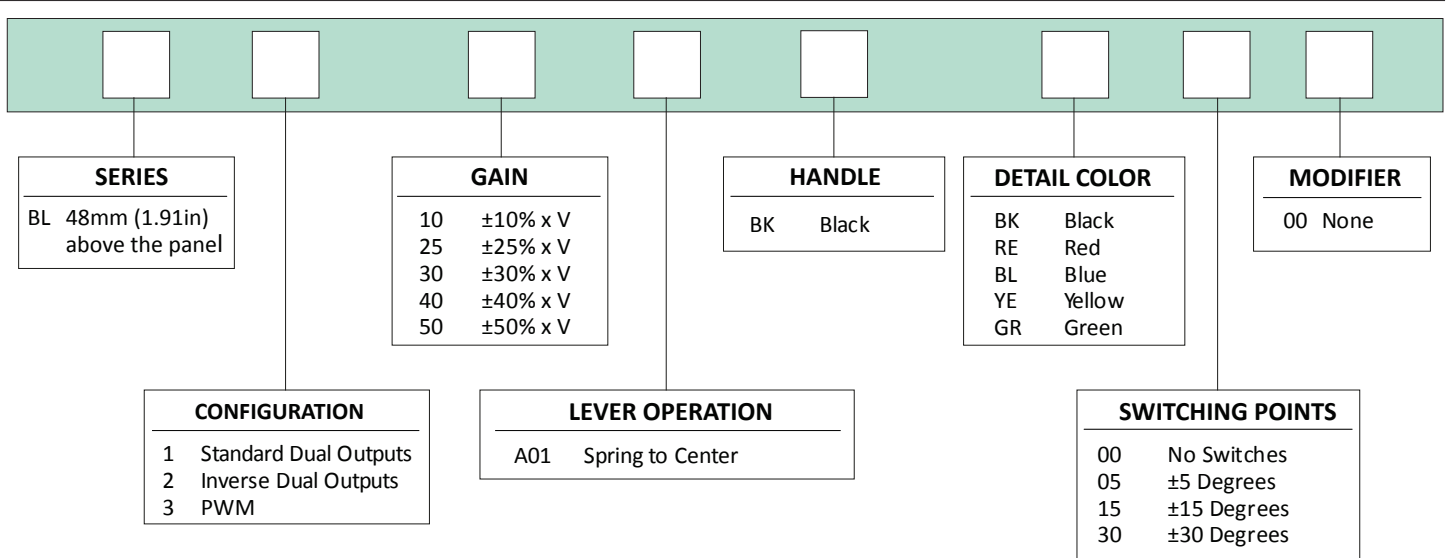 SERIES
BL 48mm (1.91in)
above the panel
GAIN
10 ±10% x V
25 ±25% x V
30 ±30% x V
40 ±40% x V
50 ±50% x V
HANDLE
BK Black
DETAIL COLOR
BK Black
RE Red
BL Blue
YE Yellow
GR Green
MODIFIER
00 None
CONFIGURATION
1 Standard Dual Outputs
2 Inverse Dual Outputs
3 PWM
LEVER OPERATION
A01 Spring to Center
SWITCHING POINTS
00 No Switches
05 ±5 Degrees
15 ±15 Degrees
30 ±30 Degrees